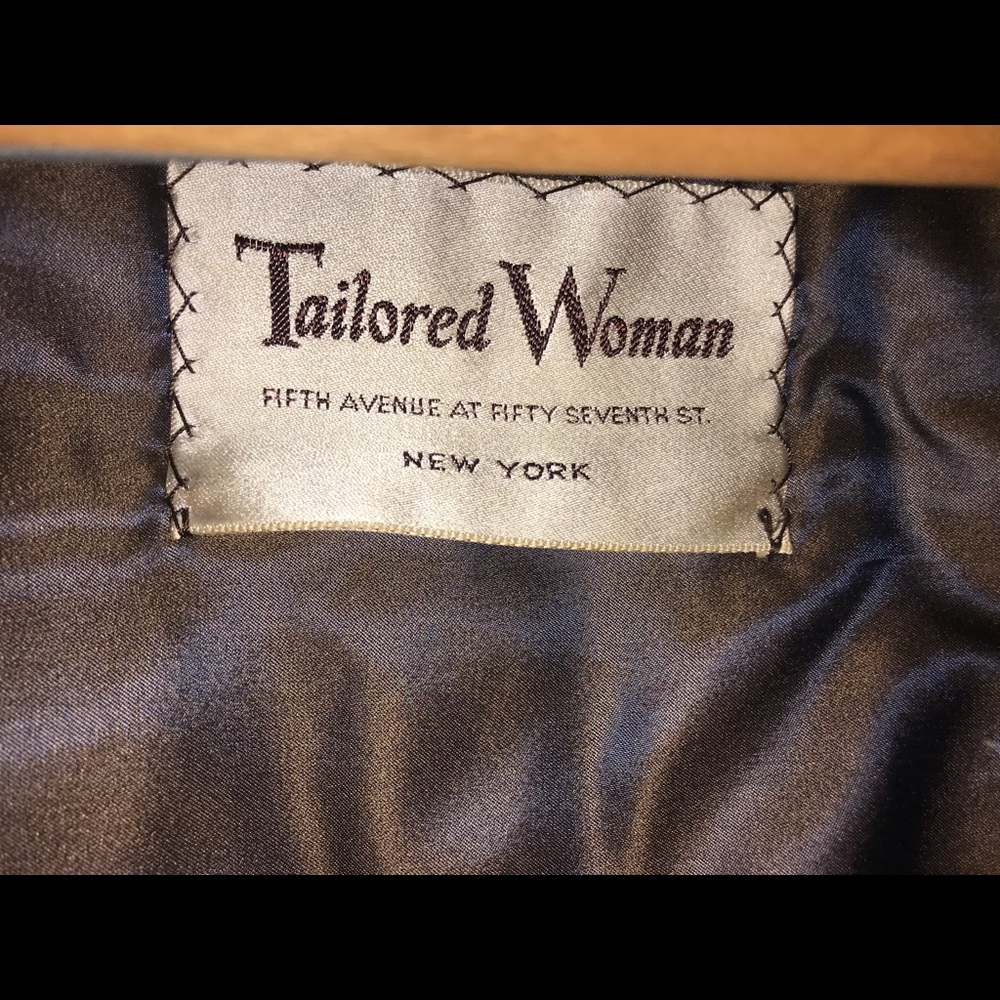 Tailored Woman
FIFTH AVENUE AT FIFTY SEVENTH ST.
NEW YORK